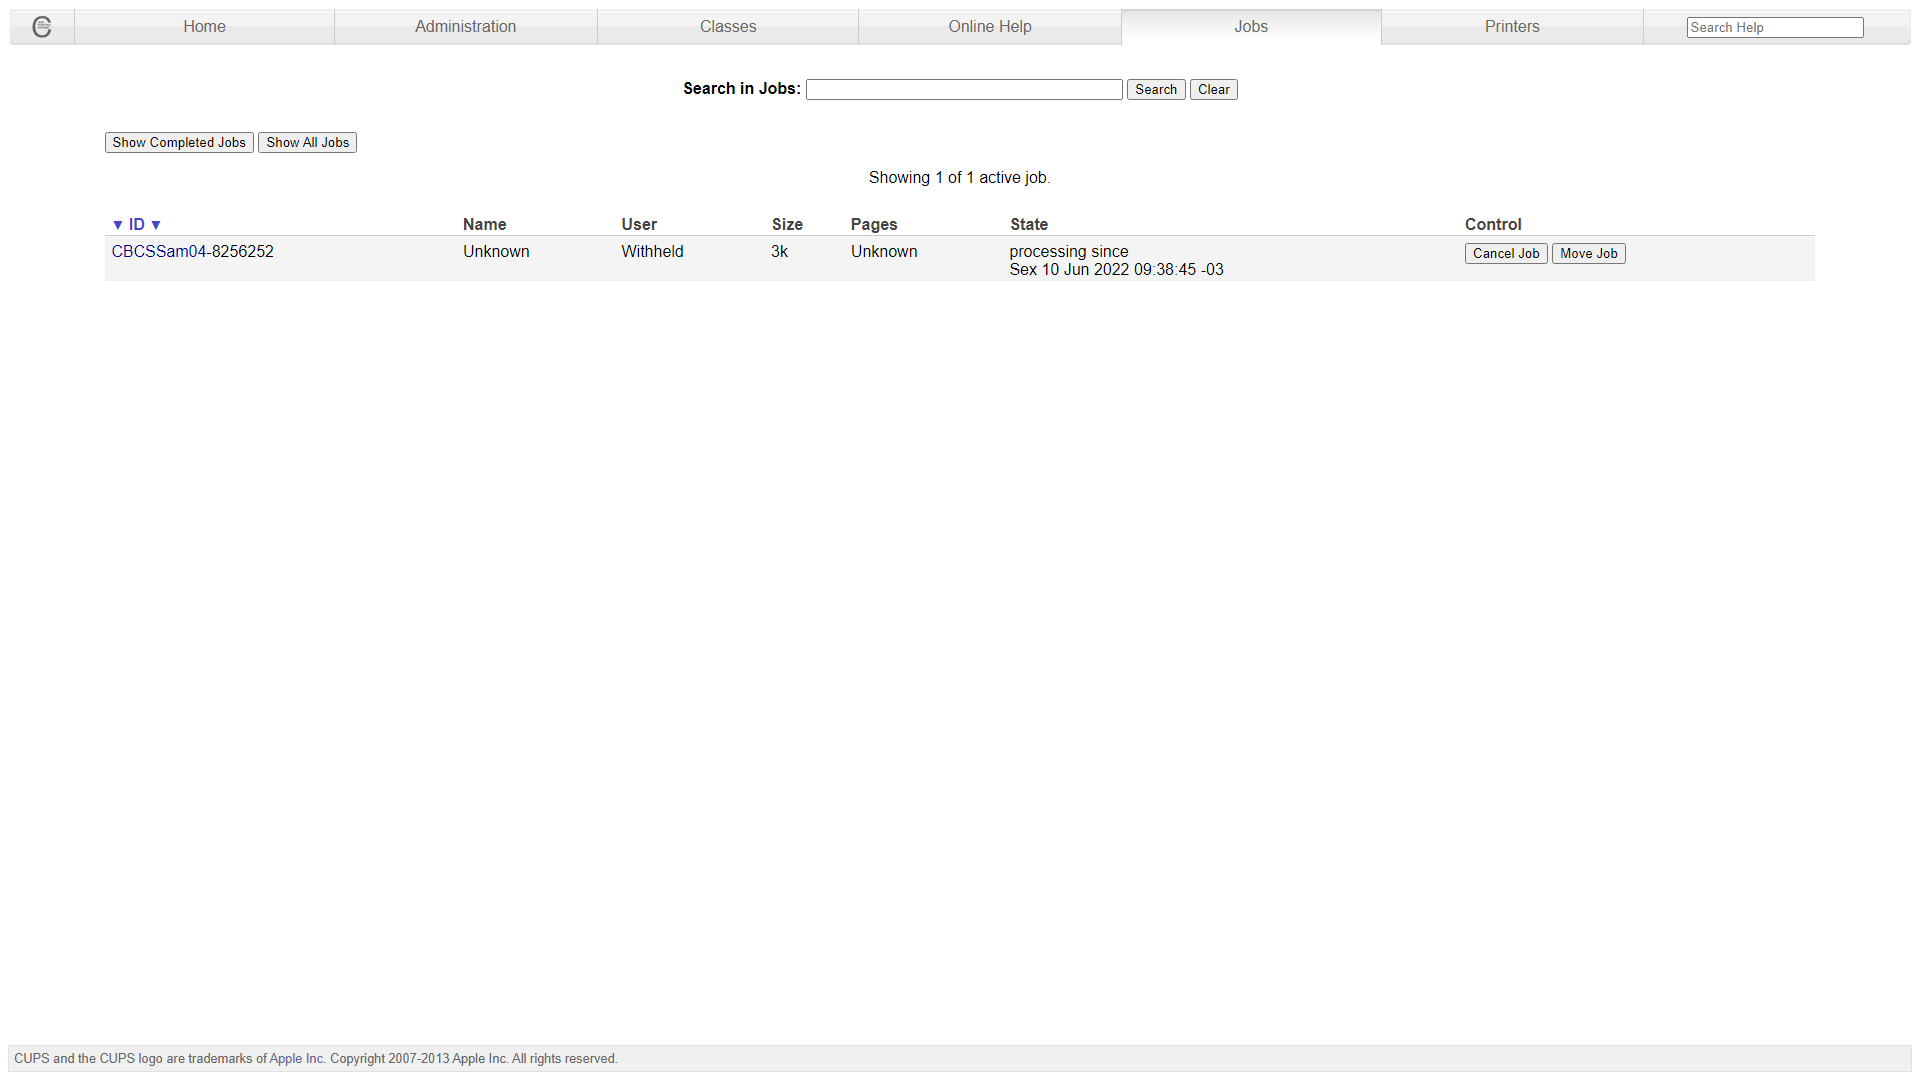 Home Administration Classes Online Help Jobs Printers Search Help
Search in Jobs: Search Clear
Show Completed Jobs Show All Jobs
Showing 1 of 1 active job.
▼ ID ▼ Name User Size Pages State Control
CBCSSam04-8256252 Unknown Withheld 3k Unknown processing since Cancel Job Move Job
Sex 10 Jun 2022 09:38:45 -03
CUPS and the CUPS logo are trademarks of Apple Inc. Copyright 2007-2013 Apple Inc. All rights reserved.